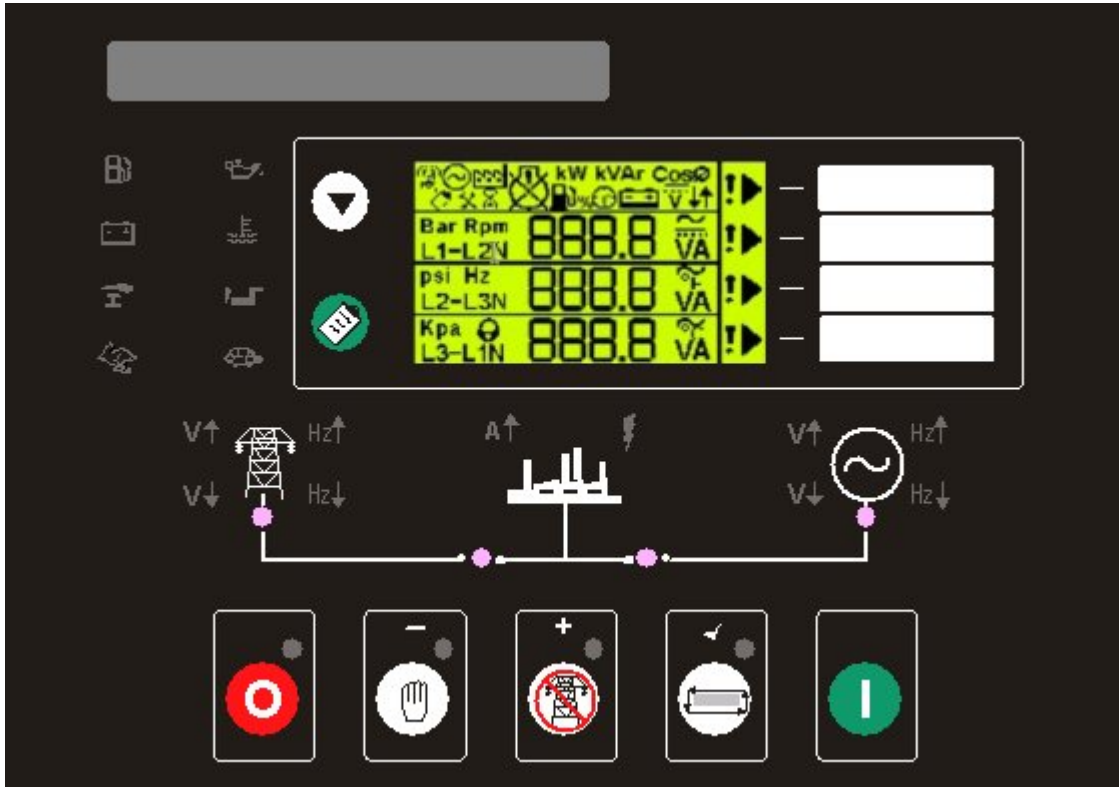 kW kVAr CosØ
V
Bar Rpm 888.8 VA
L1-L2N
psi Hz 888.8 VA
L2-L3N
Kpa 888.8 VA
L3-L1N
V↑ Hz↑ A↑ V↑ Hz↑
V↓ Hz↓ V↓ Hz↓
− +
O I